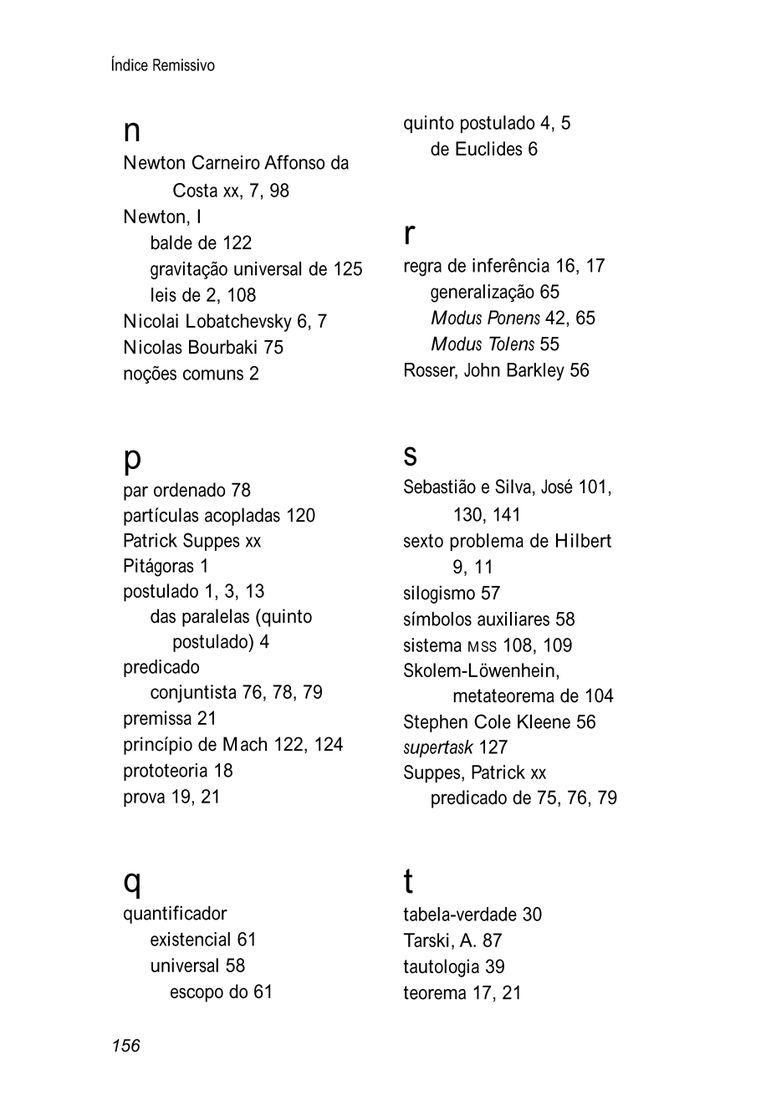 Índice Remissivo
n
Newton Carneiro Affonso da
Costa xx, 7, 98
Newton, I
balde de 122
gravitação universal de 125
leis de 2, 108
Nicolai Lobatchevsky 6, 7
Nicolas Bourbaki 75
noções comuns 2
p
par ordenado 78
partículas acopladas 120
Patrick Suppes xx
Pitágoras 1
postulado 1, 3, 13
das paralelas (quinto
postulado) 4
predicado
conjuntista 76, 78, 79
premissa 21
princípio de Mach 122, 124
prototeoria 18
prova 19, 21
q
quantificador
existencial 61
universal 58
escopo do 61
quinto postulado 4, 5
de Euclides 6
r
regra de inferência 16, 17
generalização 65
Modus Ponens 42, 65
Modus Tolens 55
Rosser, John Barkley 56
s
Sebastião e Silva, José 101,
130, 141
sexto problema de Hilbert
9, 11
silogismo 57
símbolos auxiliares 58
sistema MSS 108, 109
Skolem-Löwenhein,
metateorema de 104
Stephen Cole Kleene 56
supertask 127
Suppes, Patrick xx
predicado de 75, 76, 79
t
tabela-verdade 30
Tarski, A. 87
tautologia 39
teorema 17, 21
156